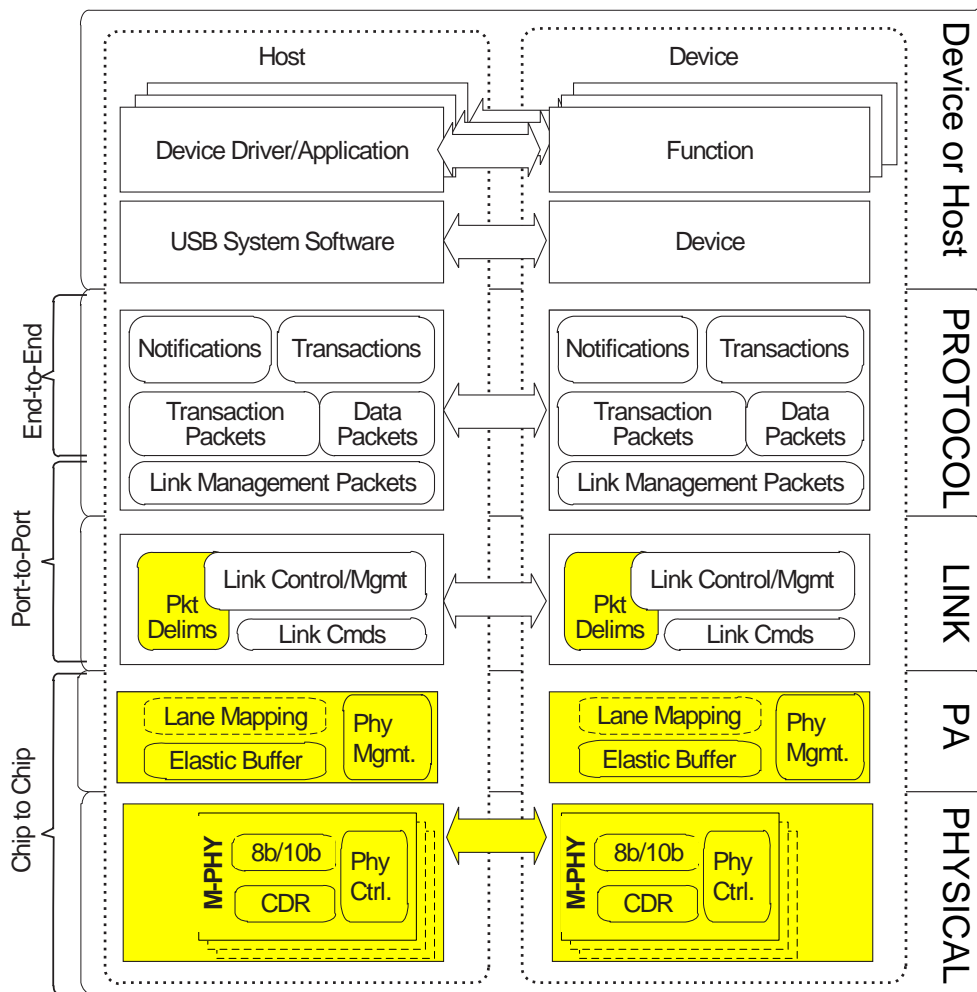 Host
Device
Device or Host
Device Driver/Application
Function
USB System Software
Device
End-to-End
PROTOCOL
Notifications
Transactions
Notifications
Transactions
Transaction
Packets
Data
Packets
Transaction
Packets
Data
Packets
Link Management Packets
Link Management Packets
Port-to-Port
LINK
Link Control/Mgmt
Pkt
Delims
Link Cmds
Link Control/Mgmt
Pkt
Delims
Link Cmds
Chip to Chip
PA
Lane Mapping
Elastic Buffer
Phy
Mgmt.
Lane Mapping
Elastic Buffer
Phy
Mgmt.
PHYSICAL
M-PHY
8b/10b
CDR
Phy
Ctrl.
M-PHY
8b/10b
CDR
Phy
Ctrl.